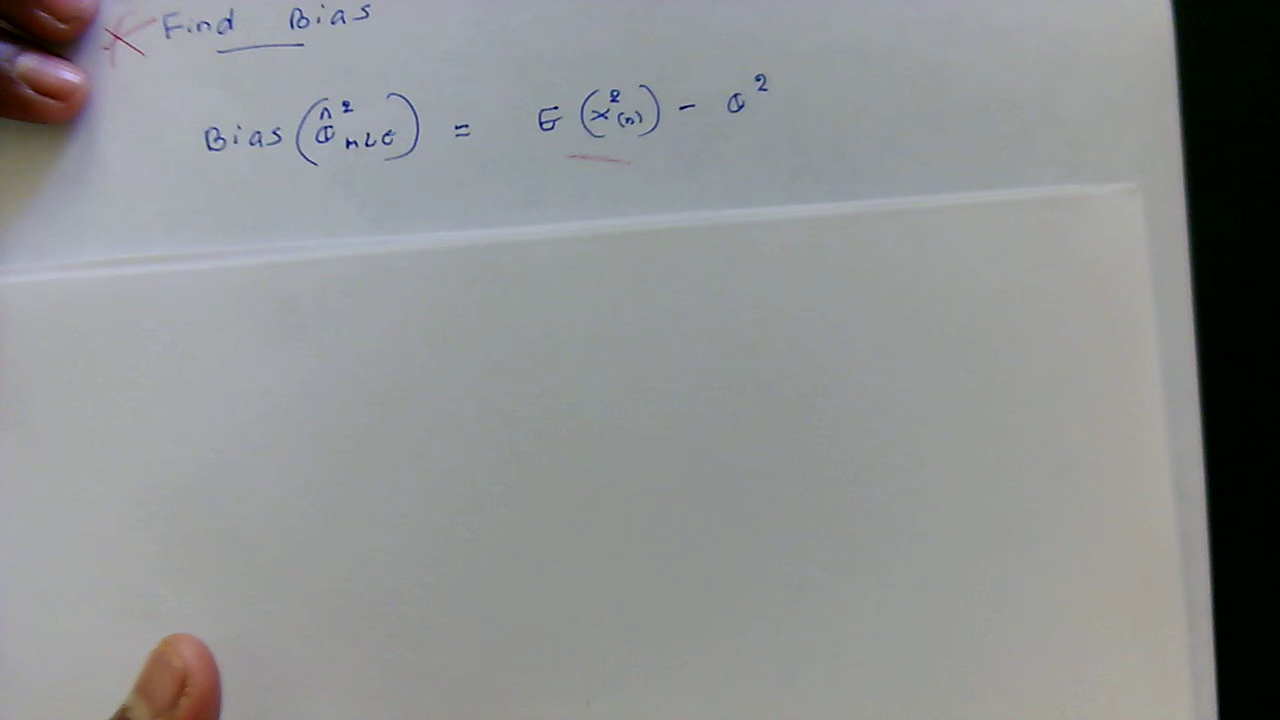 Find Bias
Bias(θ̂²MLE) = E(X²(n)) - θ²